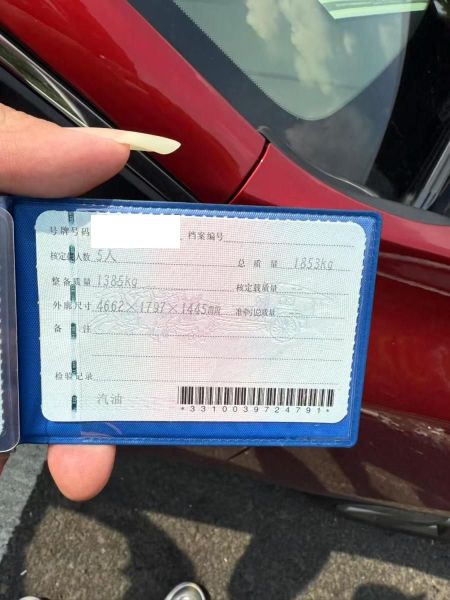 号牌号码 档案编号
核定载人数 5人 总质量 1853kg
整备质量 1385kg 核定载质量
外廓尺寸 4662×1797×1445mm 准牵引总质量 --
备注
检验记录
汽油
*3310039724791*